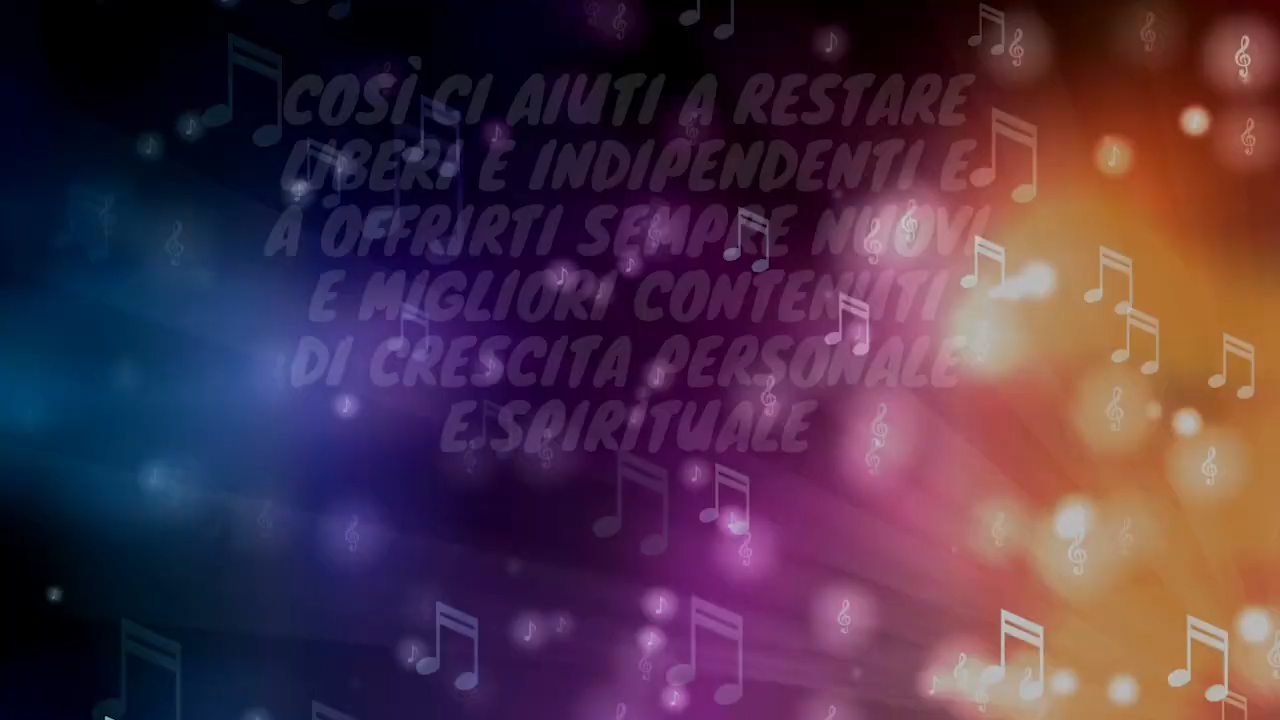 COSÌ CI AIUTI A RESTARE
LIBERI E INDIPENDENTI E
A OFFRIRTI SEMPRE NUOVI
E MIGLIORI CONTENUTI
DI CRESCITA PERSONALE
E SPIRITUALE